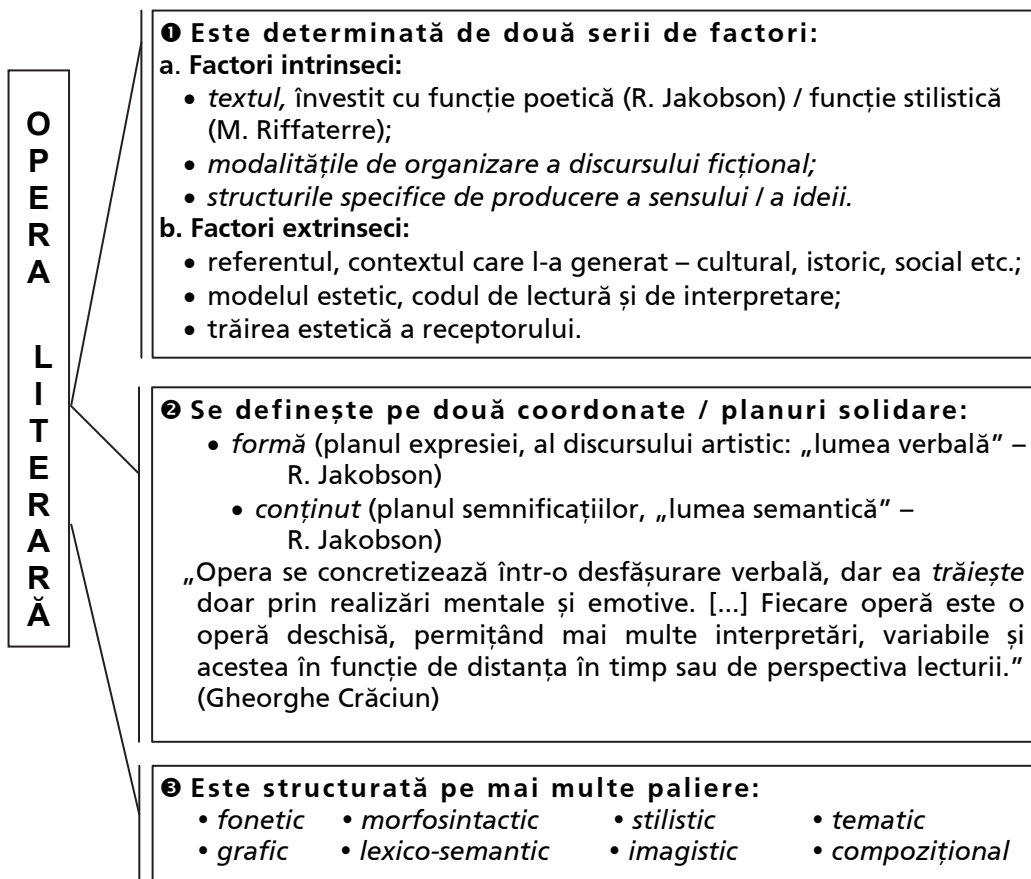 OPERA LITERARĂ
❶ Este determinată de două serii de factori:
a. Factori intrinseci:
• textul, învestit cu funcție poetică (R. Jakobson) / funcție stilistică
(M. Riffaterre);
• modalitățile de organizare a discursului ficțional;
• structurile specifice de producere a sensului / a ideii.
b. Factori extrinseci:
• referentul, contextul care l-a generat – cultural, istoric, social etc.;
• modelul estetic, codul de lectură și de interpretare;
• trăirea estetică a receptorului.
❷ Se definește pe două coordonate / planuri solidare:
• formă (planul expresiei, al discursului artistic: „lumea verbală” –
R. Jakobson)
• conținut (planul semnificațiilor, „lumea semantică” –
R. Jakobson)
„Opera se concretizează într-o desfășurare verbală, dar ea trăiește
doar prin realizări mentale și emotive. [...] Fiecare operă este o
operă deschisă, permițând mai multe interpretări, variabile și
acestea în funcție de distanța în timp sau de perspectiva lecturii.”
(Gheorghe Crăciun)
❸ Este structurată pe mai multe paliere:
• fonetic • morfosintactic • stilistic • tematic
• grafic • lexico-semantic • imagistic • compozițional